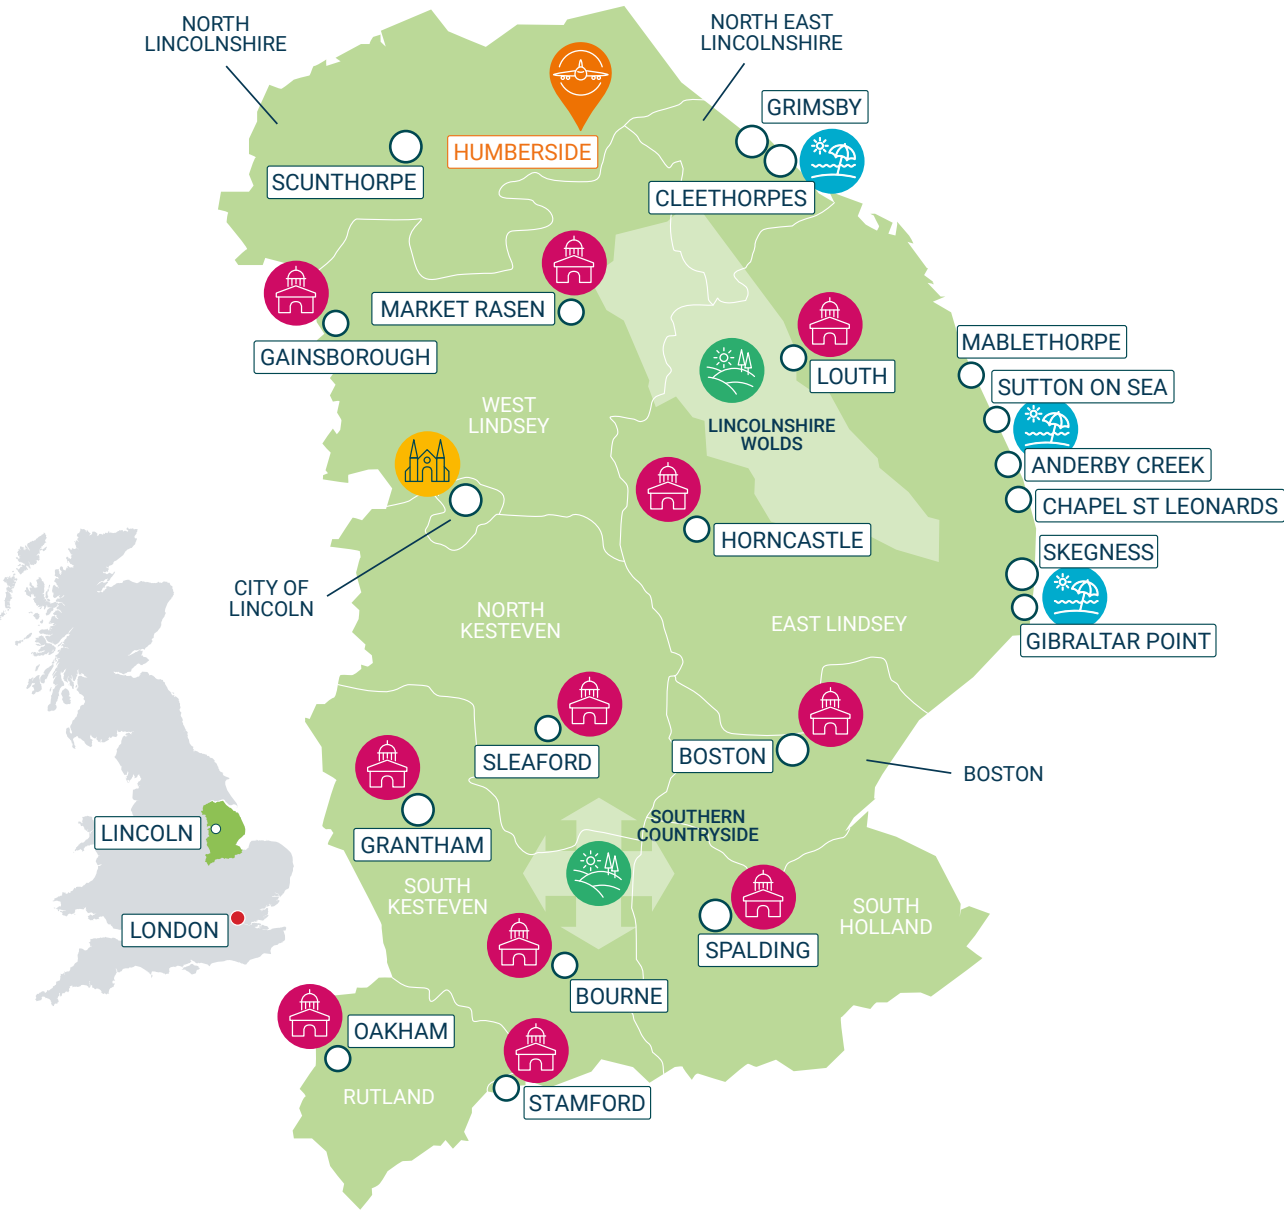 NORTH
LINCOLNSHIRE
NORTH EAST
LINCOLNSHIRE
GRIMSBY
HUMBERSIDE
SCUNTHORPE
CLEETHORPES
MARKET RASEN
GAINSBOROUGH
MABLETHORPE
LOUTH
SUTTON ON SEA
WEST
LINDSEY
LINCOLNSHIRE
WOLDS
ANDERBY CREEK
CHAPEL ST LEONARDS
HORNCASTLE
SKEGNESS
CITY OF
LINCOLN
NORTH
KESTEVEN
EAST LINDSEY
GIBRALTAR POINT
SLEAFORD
BOSTON
BOSTON
SOUTHERN
COUNTRYSIDE
LINCOLN
GRANTHAM
SOUTH
KESTEVEN
SOUTH
HOLLAND
LONDON
SPALDING
BOURNE
OAKHAM
RUTLAND
STAMFORD